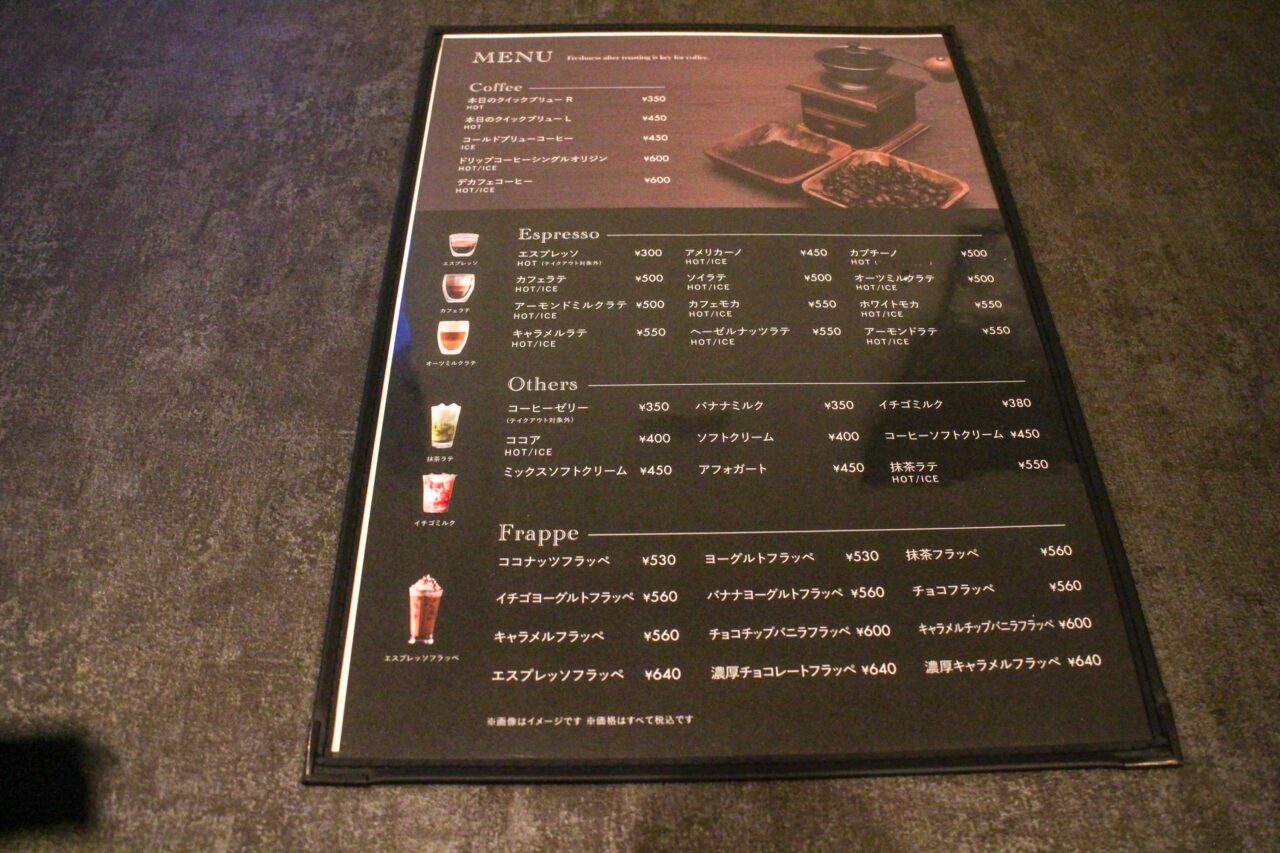 MENU Freshness after roasting is key for coffee.
Coffee
本日のクイックブリュー R ¥350
HOT
本日のクイックブリュー L ¥450
HOT
コールドブリューコーヒー ¥450
ICE
ドリップコーヒーシングルオリジン ¥600
HOT/ICE
デカフェコーヒー ¥600
HOT/ICE
Espresso
エスプレッソ ¥300 アメリカーノ ¥450 カプチーノ ¥500
HOT (テイクアウト対象外) HOT/ICE HOT
カフェラテ ¥500 ソイラテ ¥500 オーツミルクラテ ¥500
HOT/ICE HOT/ICE HOT/ICE
アーモンドミルクラテ ¥500 カフェモカ ¥550 ホワイトモカ ¥550
HOT/ICE HOT/ICE HOT/ICE
キャラメルラテ ¥550 ヘーゼルナッツラテ ¥550 アーモンドラテ ¥550
HOT/ICE HOT/ICE HOT/ICE
エスプレッソ
カフェラテ
オーツミルクラテ
Others
コーヒーゼリー ¥350 バナナミルク ¥350 イチゴミルク ¥380
(テイクアウト対象外)
ココア ¥400 ソフトクリーム ¥400 コーヒーソフトクリーム ¥450
HOT/ICE
ミックスソフトクリーム ¥450 アフォガート ¥450 抹茶ラテ ¥550
HOT/ICE
抹茶ラテ
イチゴミルク
Frappe
ココナッツフラッペ ¥530 ヨーグルトフラッペ ¥530 抹茶フラッペ ¥560
イチゴヨーグルトフラッペ ¥560 バナナヨーグルトフラッペ ¥560 チョコフラッペ ¥560
キャラメルフラッペ ¥560 チョコチップバニラフラッペ ¥600 キャラメルチップバニラフラッペ ¥600
エスプレッソフラッペ ¥640 濃厚チョコレートフラッペ ¥640 濃厚キャラメルフラッペ ¥640
エスプレッソフラッペ
※画像はイメージです ※価格はすべて税込です